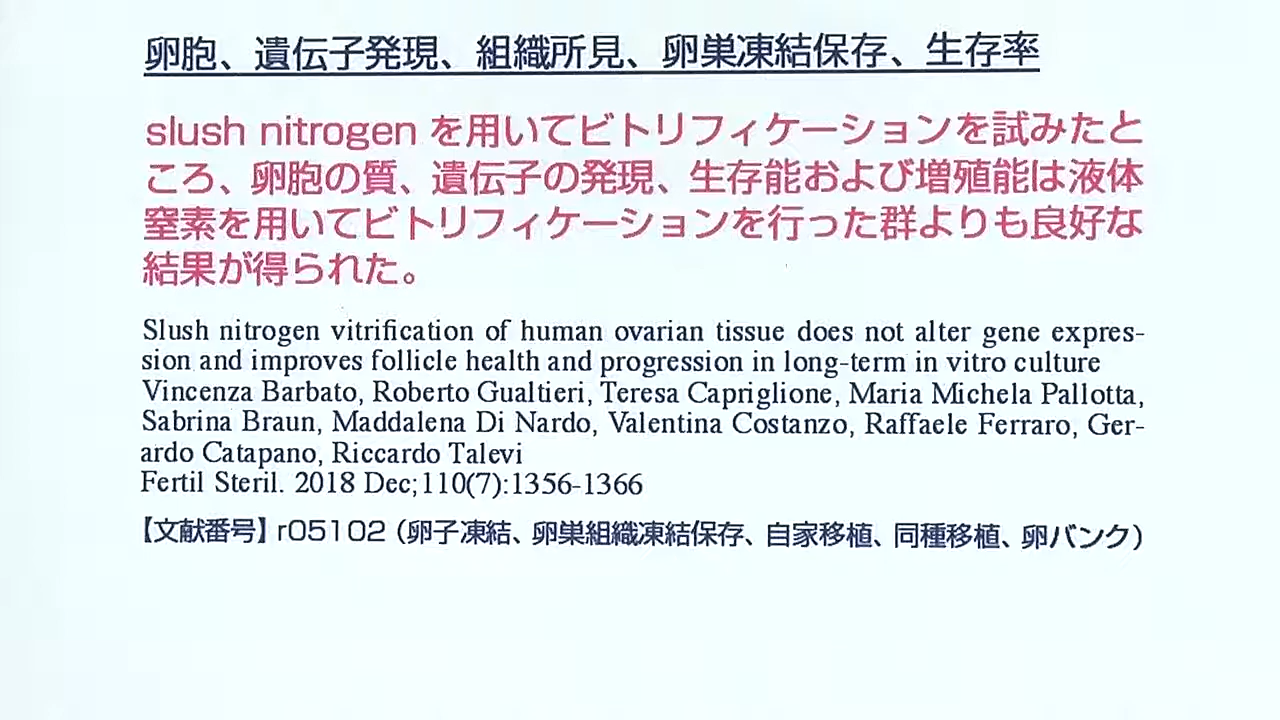 卵胞、遺伝子発現、組織所見、卵巣凍結保存、生存率
slush nitrogen を用いてビトリフィケーションを試みたと
ころ、卵胞の質、遺伝子の発現、生存能および増殖能は液体
窒素を用いてビトリフィケーションを行った群よりも良好な
結果が得られた。
Slush nitrogen vitrification of human ovarian tissue does not alter gene expres-
sion and improves follicle health and progression in long-term in vitro culture
Vincenza Barbato, Roberto Gualtieri, Teresa Capriglione, Maria Michela Pallotta,
Sabrina Braun, Maddalena Di Nardo, Valentina Costanzo, Raffaele Ferraro, Ger-
ardo Catapano, Riccardo Talevi
Fertil Steril. 2018 Dec;110(7):1356-1366
【文献番号】r05102（卵子凍結、卵巣組織凍結保存、自家移植、同種移植、卵バンク）